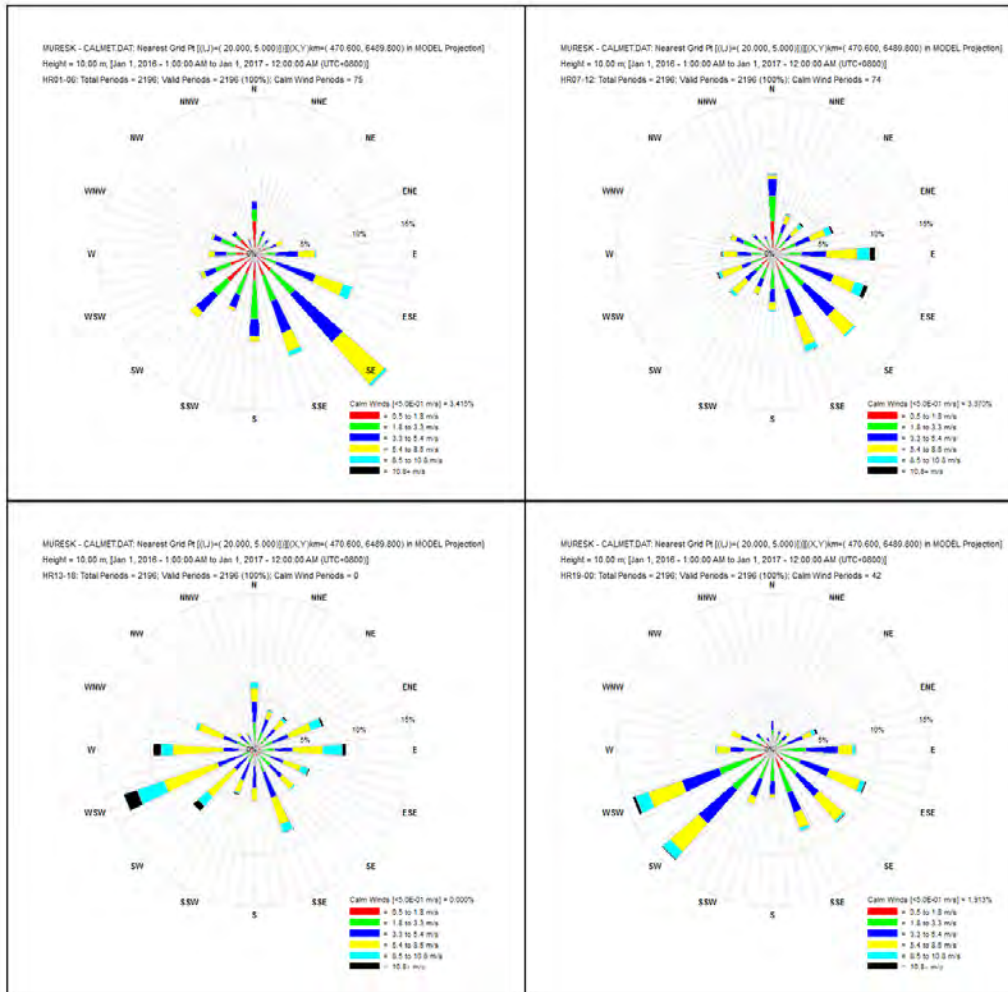 MURESK - CALMET.DAT: Nearest Grid Pt [(I,J)=( 20.000, 5.000)]|[(X,Y)km=( 470.600, 6489.800) in MODEL Projection]
Height = 10.00 m; [Jan 1, 2016 - 1:00:00 AM to Jan 1, 2017 - 12:00:00 AM (UTC+0800)]
HR01-06: Total Periods = 2196; Valid Periods = 2196 (100%); Calm Wind Periods = 75
N
NNW NNE
NW NE
WNW ENE
15%
10%
5%
W 0% E
WSW ESE
SW SE
SSW SSE
S
Calm Winds [<5.0E-01 m/s] = 3.415%
= 0.5 to 1.8 m/s
= 1.8 to 3.3 m/s
= 3.3 to 5.4 m/s
= 5.4 to 8.5 m/s
= 8.5 to 10.8 m/s
= 10.8+ m/s
MURESK - CALMET.DAT: Nearest Grid Pt [(I,J)=( 20.000, 5.000)]|[(X,Y)km=( 470.600, 6489.800) in MODEL Projection]
Height = 10.00 m; [Jan 1, 2016 - 1:00:00 AM to Jan 1, 2017 - 12:00:00 AM (UTC+0800)]
HR07-12: Total Periods = 2196; Valid Periods = 2196 (100%); Calm Wind Periods = 74
N
NNW NNE
NW NE
WNW ENE
15%
10%
5%
W 0% E
WSW ESE
SW SE
SSW SSE
S
Calm Winds [<5.0E-01 m/s] = 3.370%
= 0.5 to 1.8 m/s
= 1.8 to 3.3 m/s
= 3.3 to 5.4 m/s
= 5.4 to 8.5 m/s
= 8.5 to 10.8 m/s
= 10.8+ m/s
MURESK - CALMET.DAT: Nearest Grid Pt [(I,J)=( 20.000, 5.000)]|[(X,Y)km=( 470.600, 6489.800) in MODEL Projection]
Height = 10.00 m; [Jan 1, 2016 - 1:00:00 AM to Jan 1, 2017 - 12:00:00 AM (UTC+0800)]
HR13-18: Total Periods = 2196; Valid Periods = 2196 (100%); Calm Wind Periods = 0
N
NNW NNE
NW NE
WNW ENE
15%
10%
5%
W 0% E
WSW ESE
SW SE
SSW SSE
S
Calm Winds [<5.0E-01 m/s] = 0.000%
= 0.5 to 1.8 m/s
= 1.8 to 3.3 m/s
= 3.3 to 5.4 m/s
= 5.4 to 8.5 m/s
= 8.5 to 10.8 m/s
= 10.8+ m/s
MURESK - CALMET.DAT: Nearest Grid Pt [(I,J)=( 20.000, 5.000)]|[(X,Y)km=( 470.600, 6489.800) in MODEL Projection]
Height = 10.00 m; [Jan 1, 2016 - 1:00:00 AM to Jan 1, 2017 - 12:00:00 AM (UTC+0800)]
HR19-00: Total Periods = 2196; Valid Periods = 2196 (100%); Calm Wind Periods = 42
N
NNW NNE
NW NE
WNW ENE
15%
10%
5%
W 0% E
WSW ESE
SW SE
SSW SSE
S
Calm Winds [<5.0E-01 m/s] = 1.913%
= 0.5 to 1.8 m/s
= 1.8 to 3.3 m/s
= 3.3 to 5.4 m/s
= 5.4 to 8.5 m/s
= 8.5 to 10.8 m/s
= 10.8+ m/s